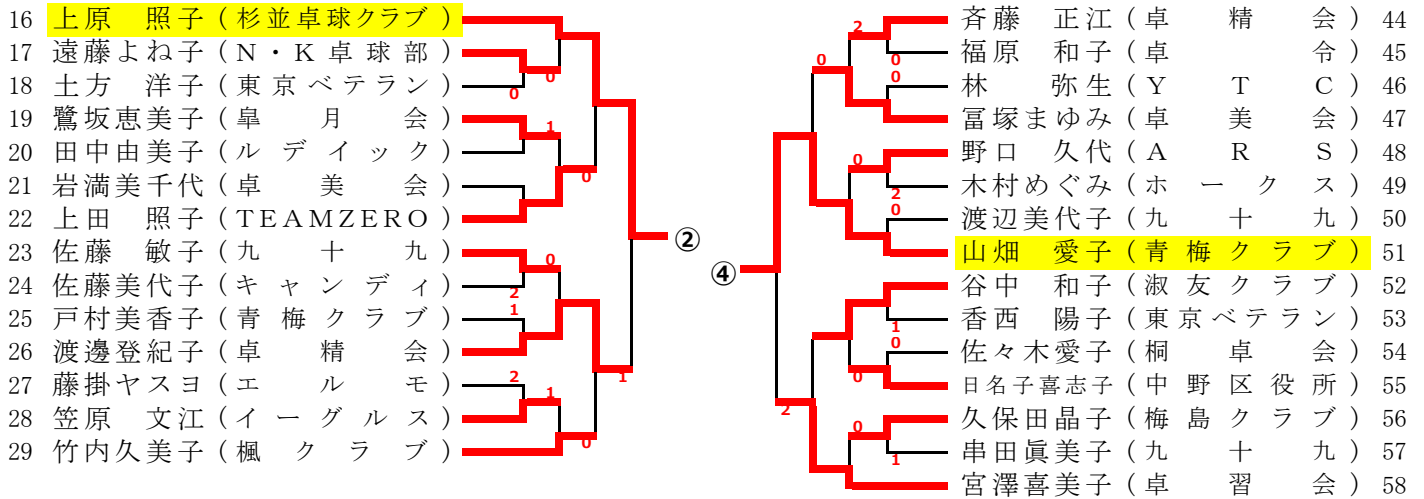 16 上原 照子(杉並卓球クラブ)
17 遠藤よね子(N・K卓球部)
0
18 土方 洋子(東京ベテラン)
0
19 鷺坂恵美子(皐月会)
1
20 田中由美子(ルデイック)
21 岩満美千代(卓美会)
0
22 上田 照子(TEAMZERO)
②
23 佐藤 敏子(九十九)
0
24 佐藤美代子(キャンディ)
2
25 戸村美香子(青梅クラブ)
1
26 渡邊登紀子(卓精会)
27 藤掛ヤスヨ(エルモ)
2
1
28 笠原 文江(イーグルス)
1
29 竹内久美子(楓クラブ)
0
2
斉藤 正江(卓精会) 44
0
0
福原 和子(卓令) 45
0
林 弥生(YTC) 46
冨塚まゆみ(卓美会) 47
0
野口 久代(ARS) 48
2
木村めぐみ(ホークス) 49
0
渡辺美代子(九十九) 50
山畑 愛子(青梅クラブ) 51
④
谷中 和子(淑友クラブ) 52
1
香西 陽子(東京ベテラン) 53
0
佐々木愛子(桐卓会) 54
0
日名子喜志子(中野区役所) 55
2
0
久保田晶子(梅島クラブ) 56
1
串田眞美子(九十九) 57
宮澤喜美子(卓習会) 58